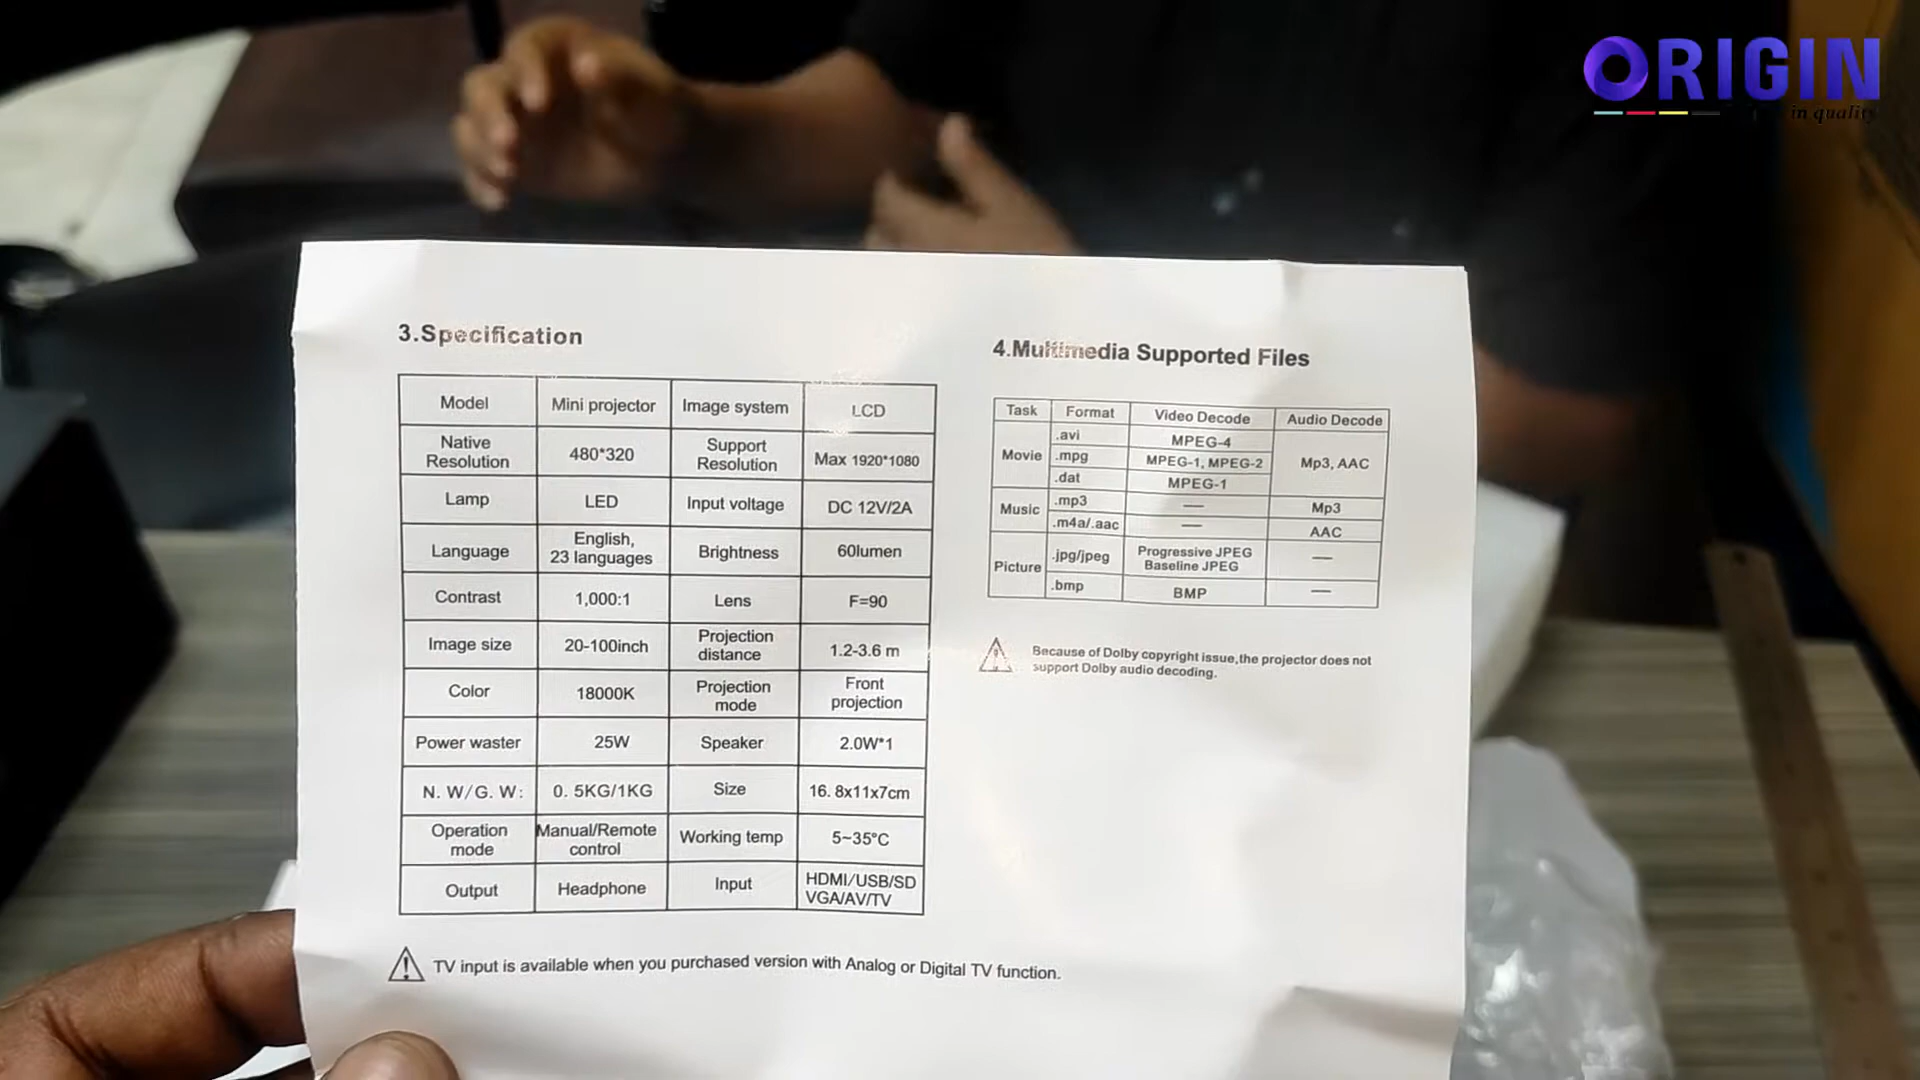 ORIGIN
in quality
3.Specification
Model Mini projector Image system LCD
Native Resolution 480*320 Support Resolution Max 1920*1080
Lamp LED Input voltage DC 12V/2A
Language English, 23 languages Brightness 60lumen
Contrast 1,000:1 Lens F=90
Image size 20-100inch Projection distance 1.2-3.6 m
Color 18000K Projection mode Front projection
Power waster 25W Speaker 2.0W*1
N. W/G. W: 0. 5KG/1KG Size 16. 8x11x7cm
Operation mode Manual/Remote control Working temp 5~35°C
Output Headphone Input HDMI/USB/SD VGA/AV/TV
TV input is available when you purchased version with Analog or Digital TV function.
4.Multimedia Supported Files
Task Format Video Decode Audio Decode
Movie .avi MPEG-4 Mp3, AAC
.mpg MPEG-1, MPEG-2
.dat MPEG-1
Music .mp3 — Mp3
.m4a/.aac — AAC
Picture .jpg/jpeg Progressive JPEG Baseline JPEG —
.bmp BMP —
Because of Dolby copyright issue,the projector does not
support Dolby audio decoding.